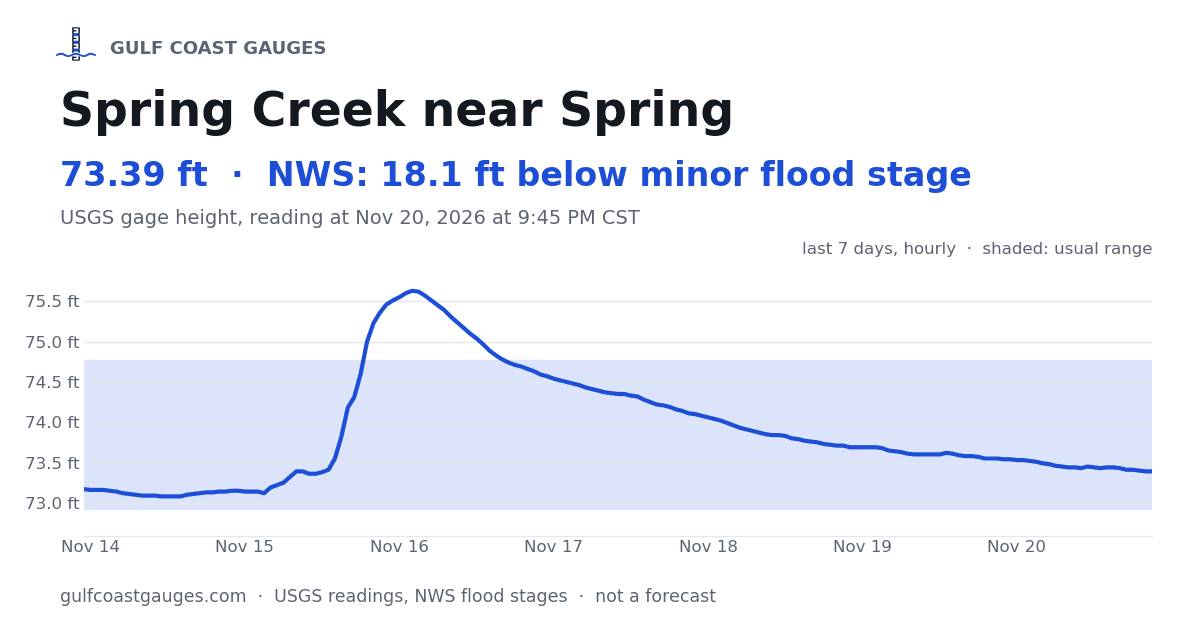 GULF COAST GAUGES
Spring Creek near Spring
73.39 ft · NWS: 18.1 ft below minor flood stage
USGS gage height, reading at Nov 20, 2026 at 9:45 PM CST
last 7 days, hourly · shaded: usual range
75.5 ft
75.0 ft
74.5 ft
74.0 ft
73.5 ft
73.0 ft
Nov 14 Nov 15 Nov 16 Nov 17 Nov 18 Nov 19 Nov 20
gulfcoastgauges.com · USGS readings, NWS flood stages · not a forecast